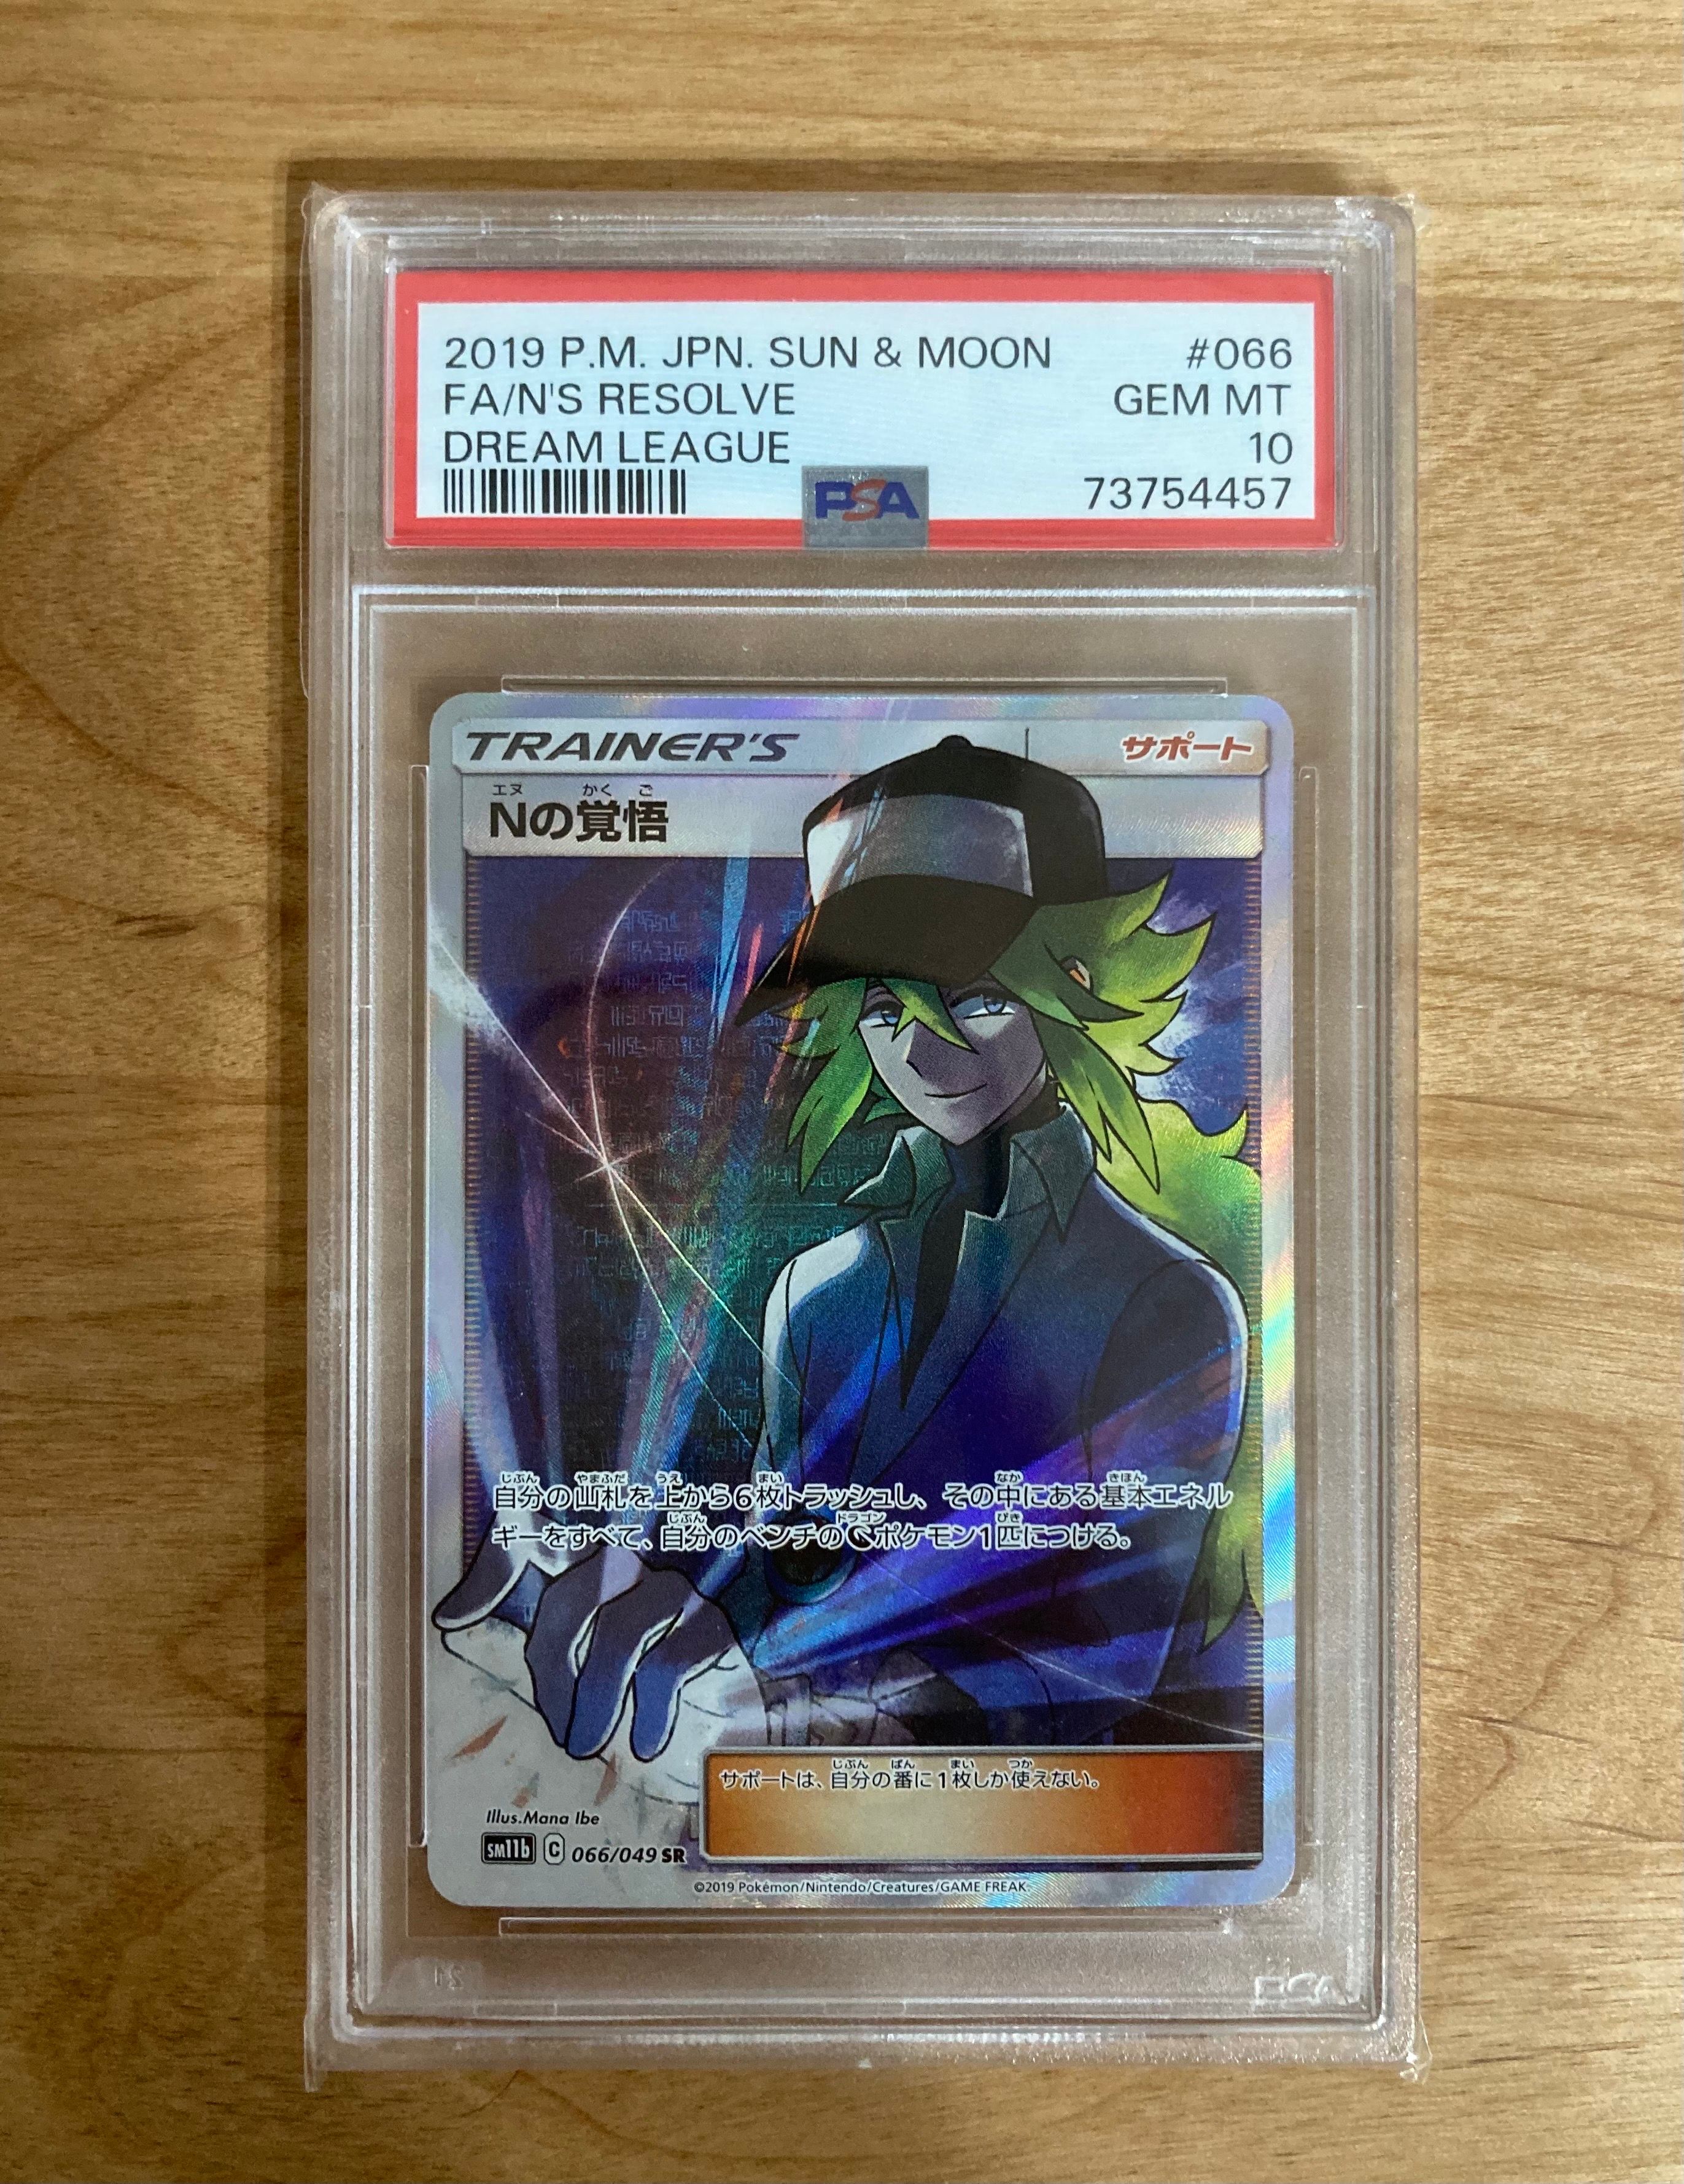 2019 P.M. JPN. SUN & MOON #066
FA/N'S RESOLVE GEM MT
DREAM LEAGUE 10
PSA 73754457
TRAINER'S サポート
エヌ かくご
Nの覚悟
じぶん やまふだ うえ まい なか きほん
自分の山札を上から6枚トラッシュし、その中にある基本エネル
じぶん ドラゴン びき
ギーをすべて、自分のベンチのポケモン1匹につける。
じぶん ばん まい つか
サポートは、自分の番に1枚しか使えない。
Illus.Mana Ibe
SM11b C 066/049 SR
©2019 Pokémon/Nintendo/Creatures/GAME FREAK.
PSA